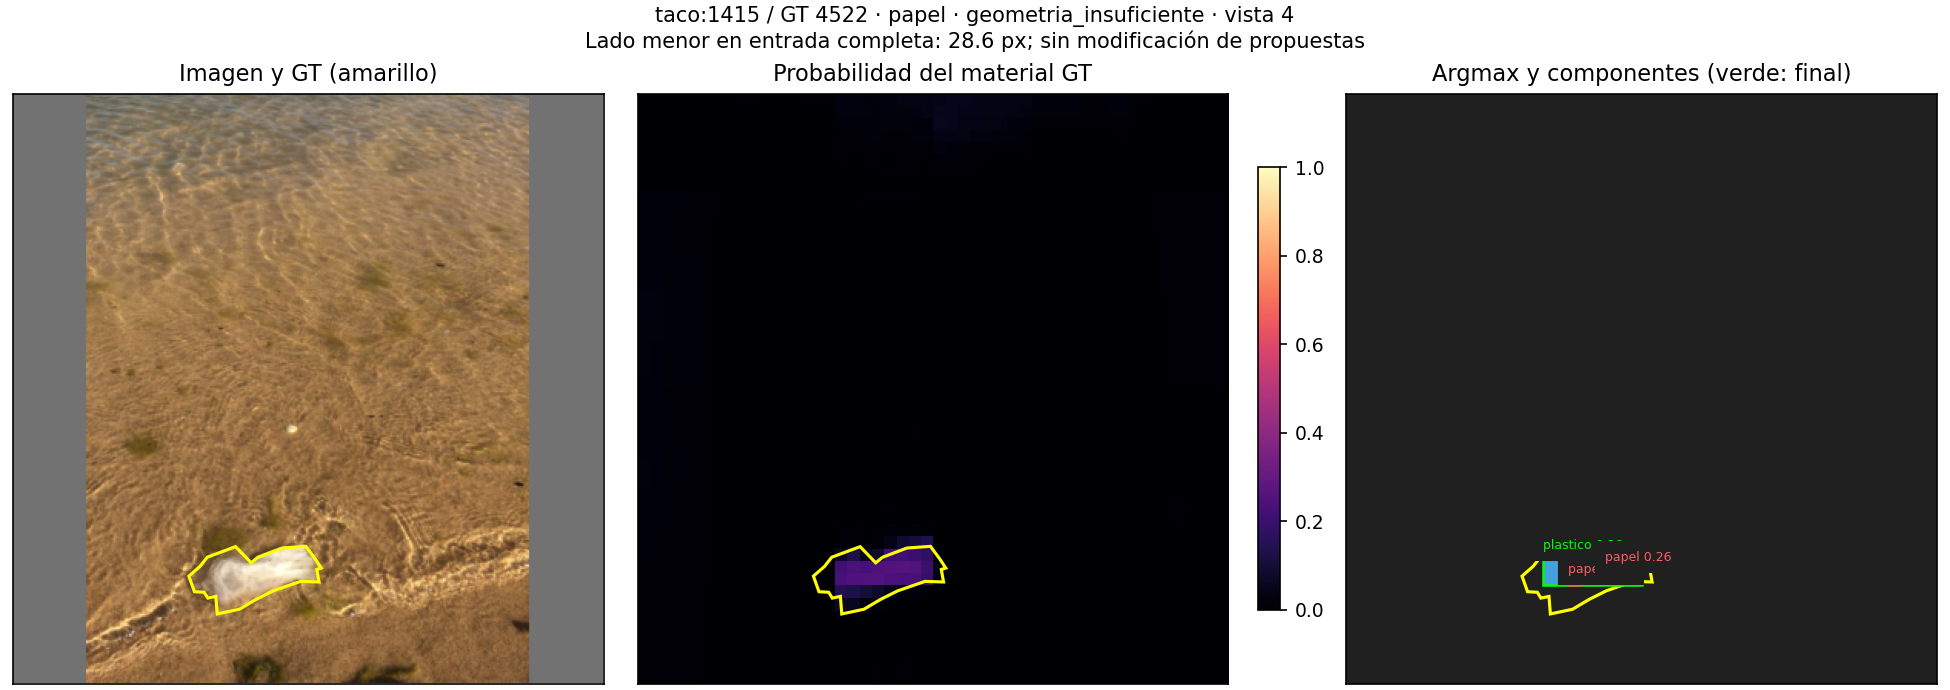 taco:1415 / GT 4522 · papel · geometria_insuficiente · vista 4
Lado menor en entrada completa: 28.6 px; sin modificación de propuestas
Imagen y GT (amarillo)
Probabilidad del material GT
Argmax y componentes (verde: final)
1.0
0.8
0.6
0.4
0.2
0.0
plastico
papel 0.26